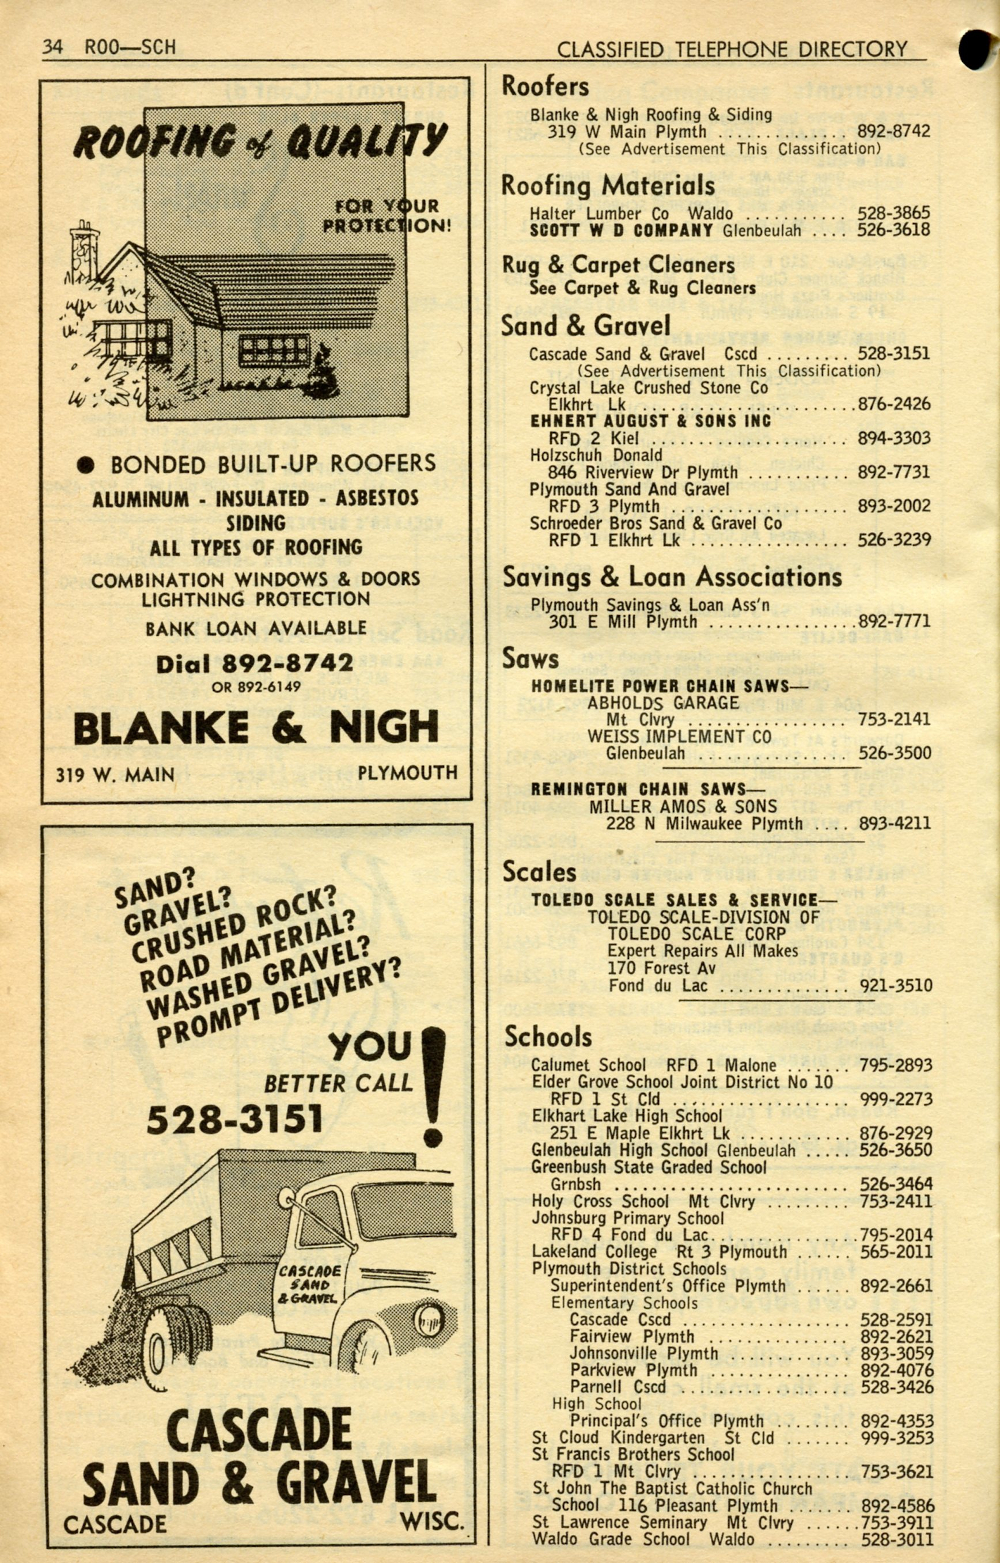 34 ROO—SCH
CLASSIFIED TELEPHONE DIRECTORY
ROOFING of QUALITY
FOR YOUR
PROTECTION!
● BONDED BUILT-UP ROOFERS
ALUMINUM - INSULATED - ASBESTOS
SIDING
ALL TYPES OF ROOFING
COMBINATION WINDOWS & DOORS
LIGHTNING PROTECTION
BANK LOAN AVAILABLE
Dial 892-8742
OR 892-6149
BLANKE & NIGH
319 W. MAIN PLYMOUTH
SAND?
GRAVEL?
CRUSHED ROCK?
ROAD MATERIAL?
WASHED GRAVEL?
PROMPT DELIVERY?
YOU
BETTER CALL !
528-3151
CASCADE
SAND
& GRAVEL
CASCADE
SAND & GRAVEL
CASCADE WISC.
Roofers
Blanke & Nigh Roofing & Siding
319 W Main Plymth ............. 892-8742
(See Advertisement This Classification)
Roofing Materials
Halter Lumber Co Waldo ........... 528-3865
SCOTT W D COMPANY Glenbeulah .... 526-3618
Rug & Carpet Cleaners
See Carpet & Rug Cleaners
Sand & Gravel
Cascade Sand & Gravel Cscd ......... 528-3151
(See Advertisement This Classification)
Crystal Lake Crushed Stone Co
Elkhrt Lk ......................876-2426
EHNERT AUGUST & SONS INC
RFD 2 Kiel .................... 894-3303
Holzschuh Donald
846 Riverview Dr Plymth ........... 892-7731
Plymouth Sand And Gravel
RFD 3 Plymth .................. 893-2002
Schroeder Bros Sand & Gravel Co
RFD 1 Elkhrt Lk ................. 526-3239
Savings & Loan Associations
Plymouth Savings & Loan Ass'n
301 E Mill Plymth ...............892-7771
Saws
HOMELITE POWER CHAIN SAWS—
ABHOLDS GARAGE
Mt Clvry ................ 753-2141
WEISS IMPLEMENT CO
Glenbeulah ................ 526-3500
REMINGTON CHAIN SAWS—
MILLER AMOS & SONS
228 N Milwaukee Plymth .... 893-4211
Scales
TOLEDO SCALE SALES & SERVICE—
TOLEDO SCALE-DIVISION OF
TOLEDO SCALE CORP
Expert Repairs All Makes
170 Forest Av
Fond du Lac ............. 921-3510
Schools
Calumet School RFD 1 Malone ....... 795-2893
Elder Grove School Joint District No 10
RFD 1 St Cld .................. 999-2273
Elkhart Lake High School
251 E Maple Elkhrt Lk ........... 876-2929
Glenbeulah High School Glenbeulah ..... 526-3650
Greenbush State Graded School
Grnbsh ........................ 526-3464
Holy Cross School Mt Clvry .......... 753-2411
Johnsburg Primary School
RFD 4 Fond du Lac..............795-2014
Lakeland College Rt 3 Plymouth ...... 565-2011
Plymouth District Schools
Superintendent's Office Plymth ...... 892-2661
Elementary Schools
Cascade Cscd ................. 528-2591
Fairview Plymth .............. 892-2621
Johnsonville Plymth ............. 893-3059
Parkview Plymth .............. 892-4076
Parnell Cscd ................. 528-3426
High School
Principal's Office Plymth ........ 892-4353
St Cloud Kindergarten St Cld ....... 999-3253
St Francis Brothers School
RFD 1 Mt Clvry .................753-3621
St John The Baptist Catholic Church
School 116 Pleasant Plymth ....... 892-4586
St Lawrence Seminary Mt Clvry ......753-3911
Waldo Grade School Waldo ......... 528-3011